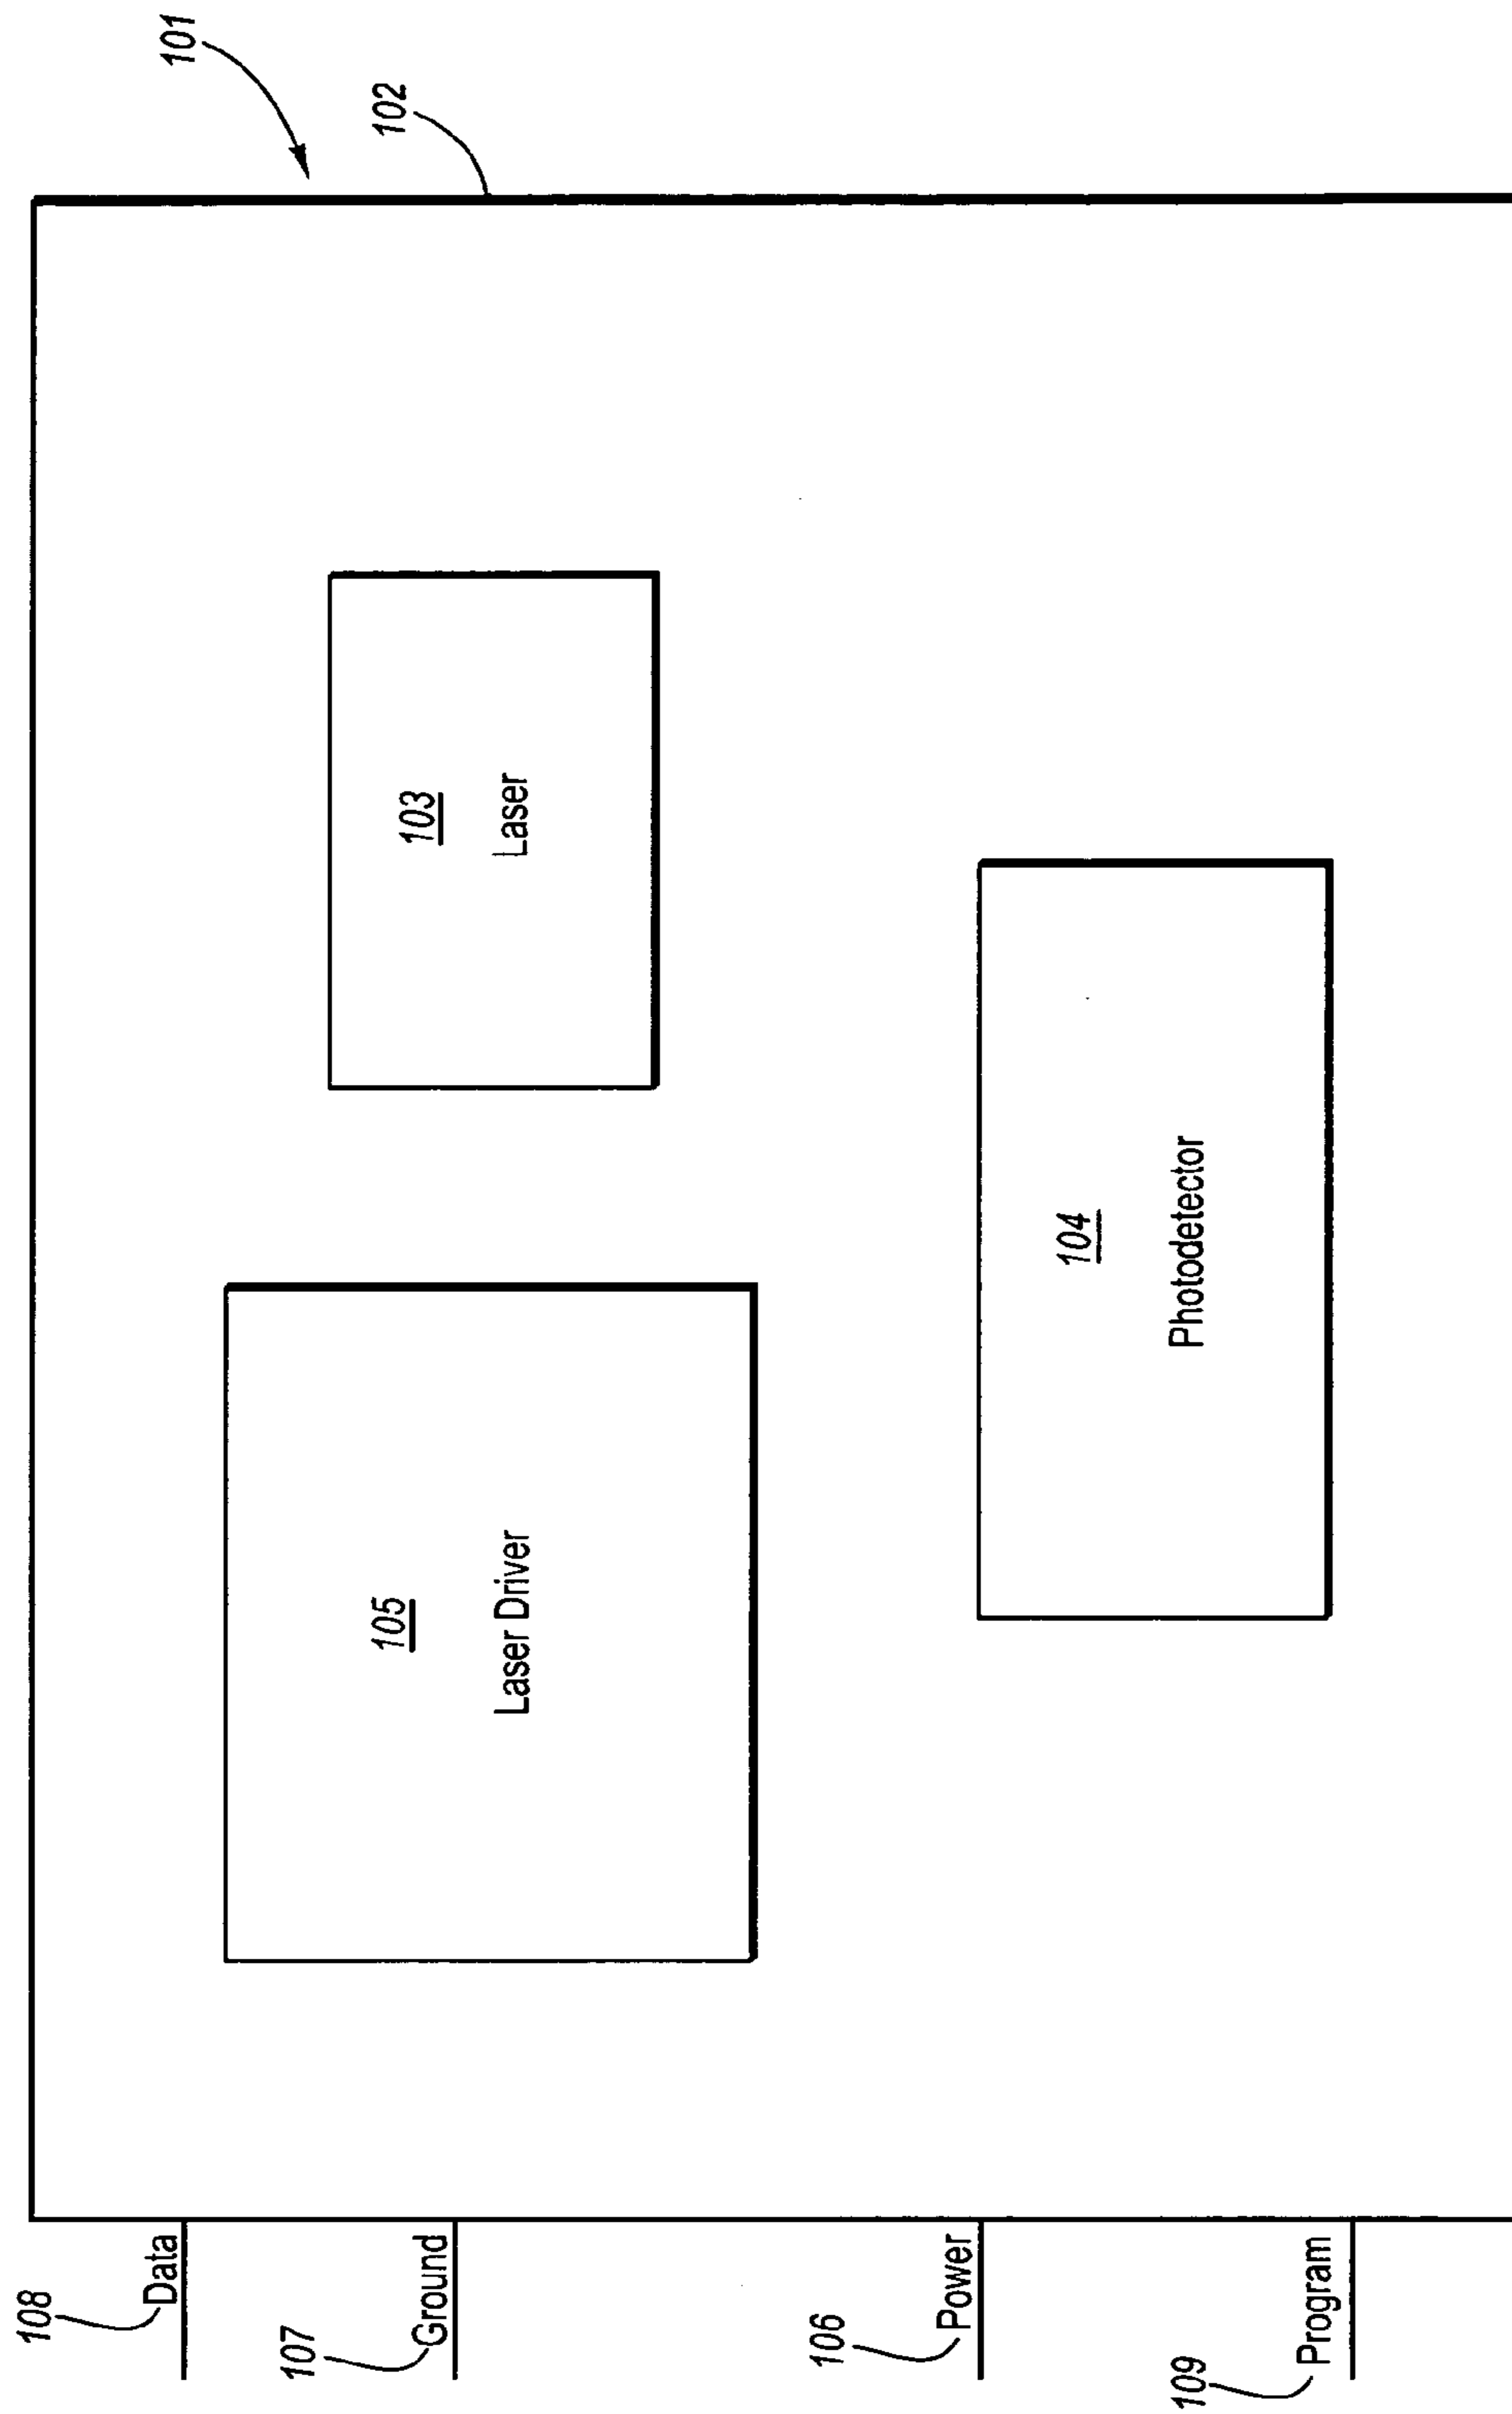 101
102
103
Laser
105
Laser Driver
104
Photodetector
108
Data
107
Ground
106
Power
109
Program